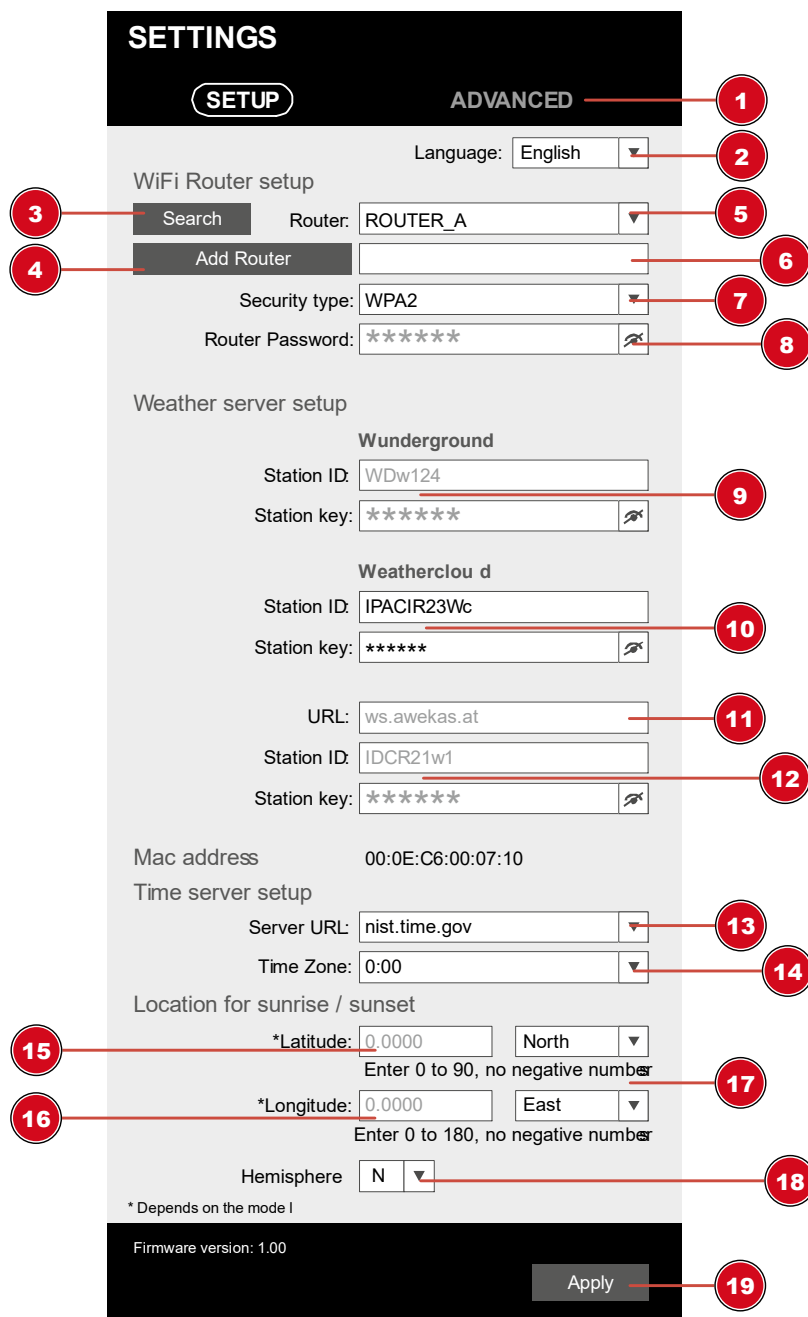 SETTINGS
SETUP ADVANCED 1
Language: English 2
WiFi Router setup
3 Search Router: ROUTER_A 5
4 Add Router 6
Security type: WPA2 7
Router Password: ****** 8
Weather server setup
Wunderground
Station ID: WDw124
9
Station key: ******
Weatherclou d
Station ID: IPACIR23Wc
10
Station key: ******
URL: ws.awekas.at 11
Station ID: IDCR21w1
12
Station key: ******
Mac address 00:0E:C6:00:07:10
Time server setup
Server URL: nist.time.gov 13
Time Zone: 0:00 14
Location for sunrise / sunset
15 *Latitude: 0.0000 North
Enter 0 to 90, no negative numbers
17
16 *Longitude: 0.0000 East
Enter 0 to 180, no negative numbers
Hemisphere N 18
* Depends on the mode l
Firmware version: 1.00
Apply 19